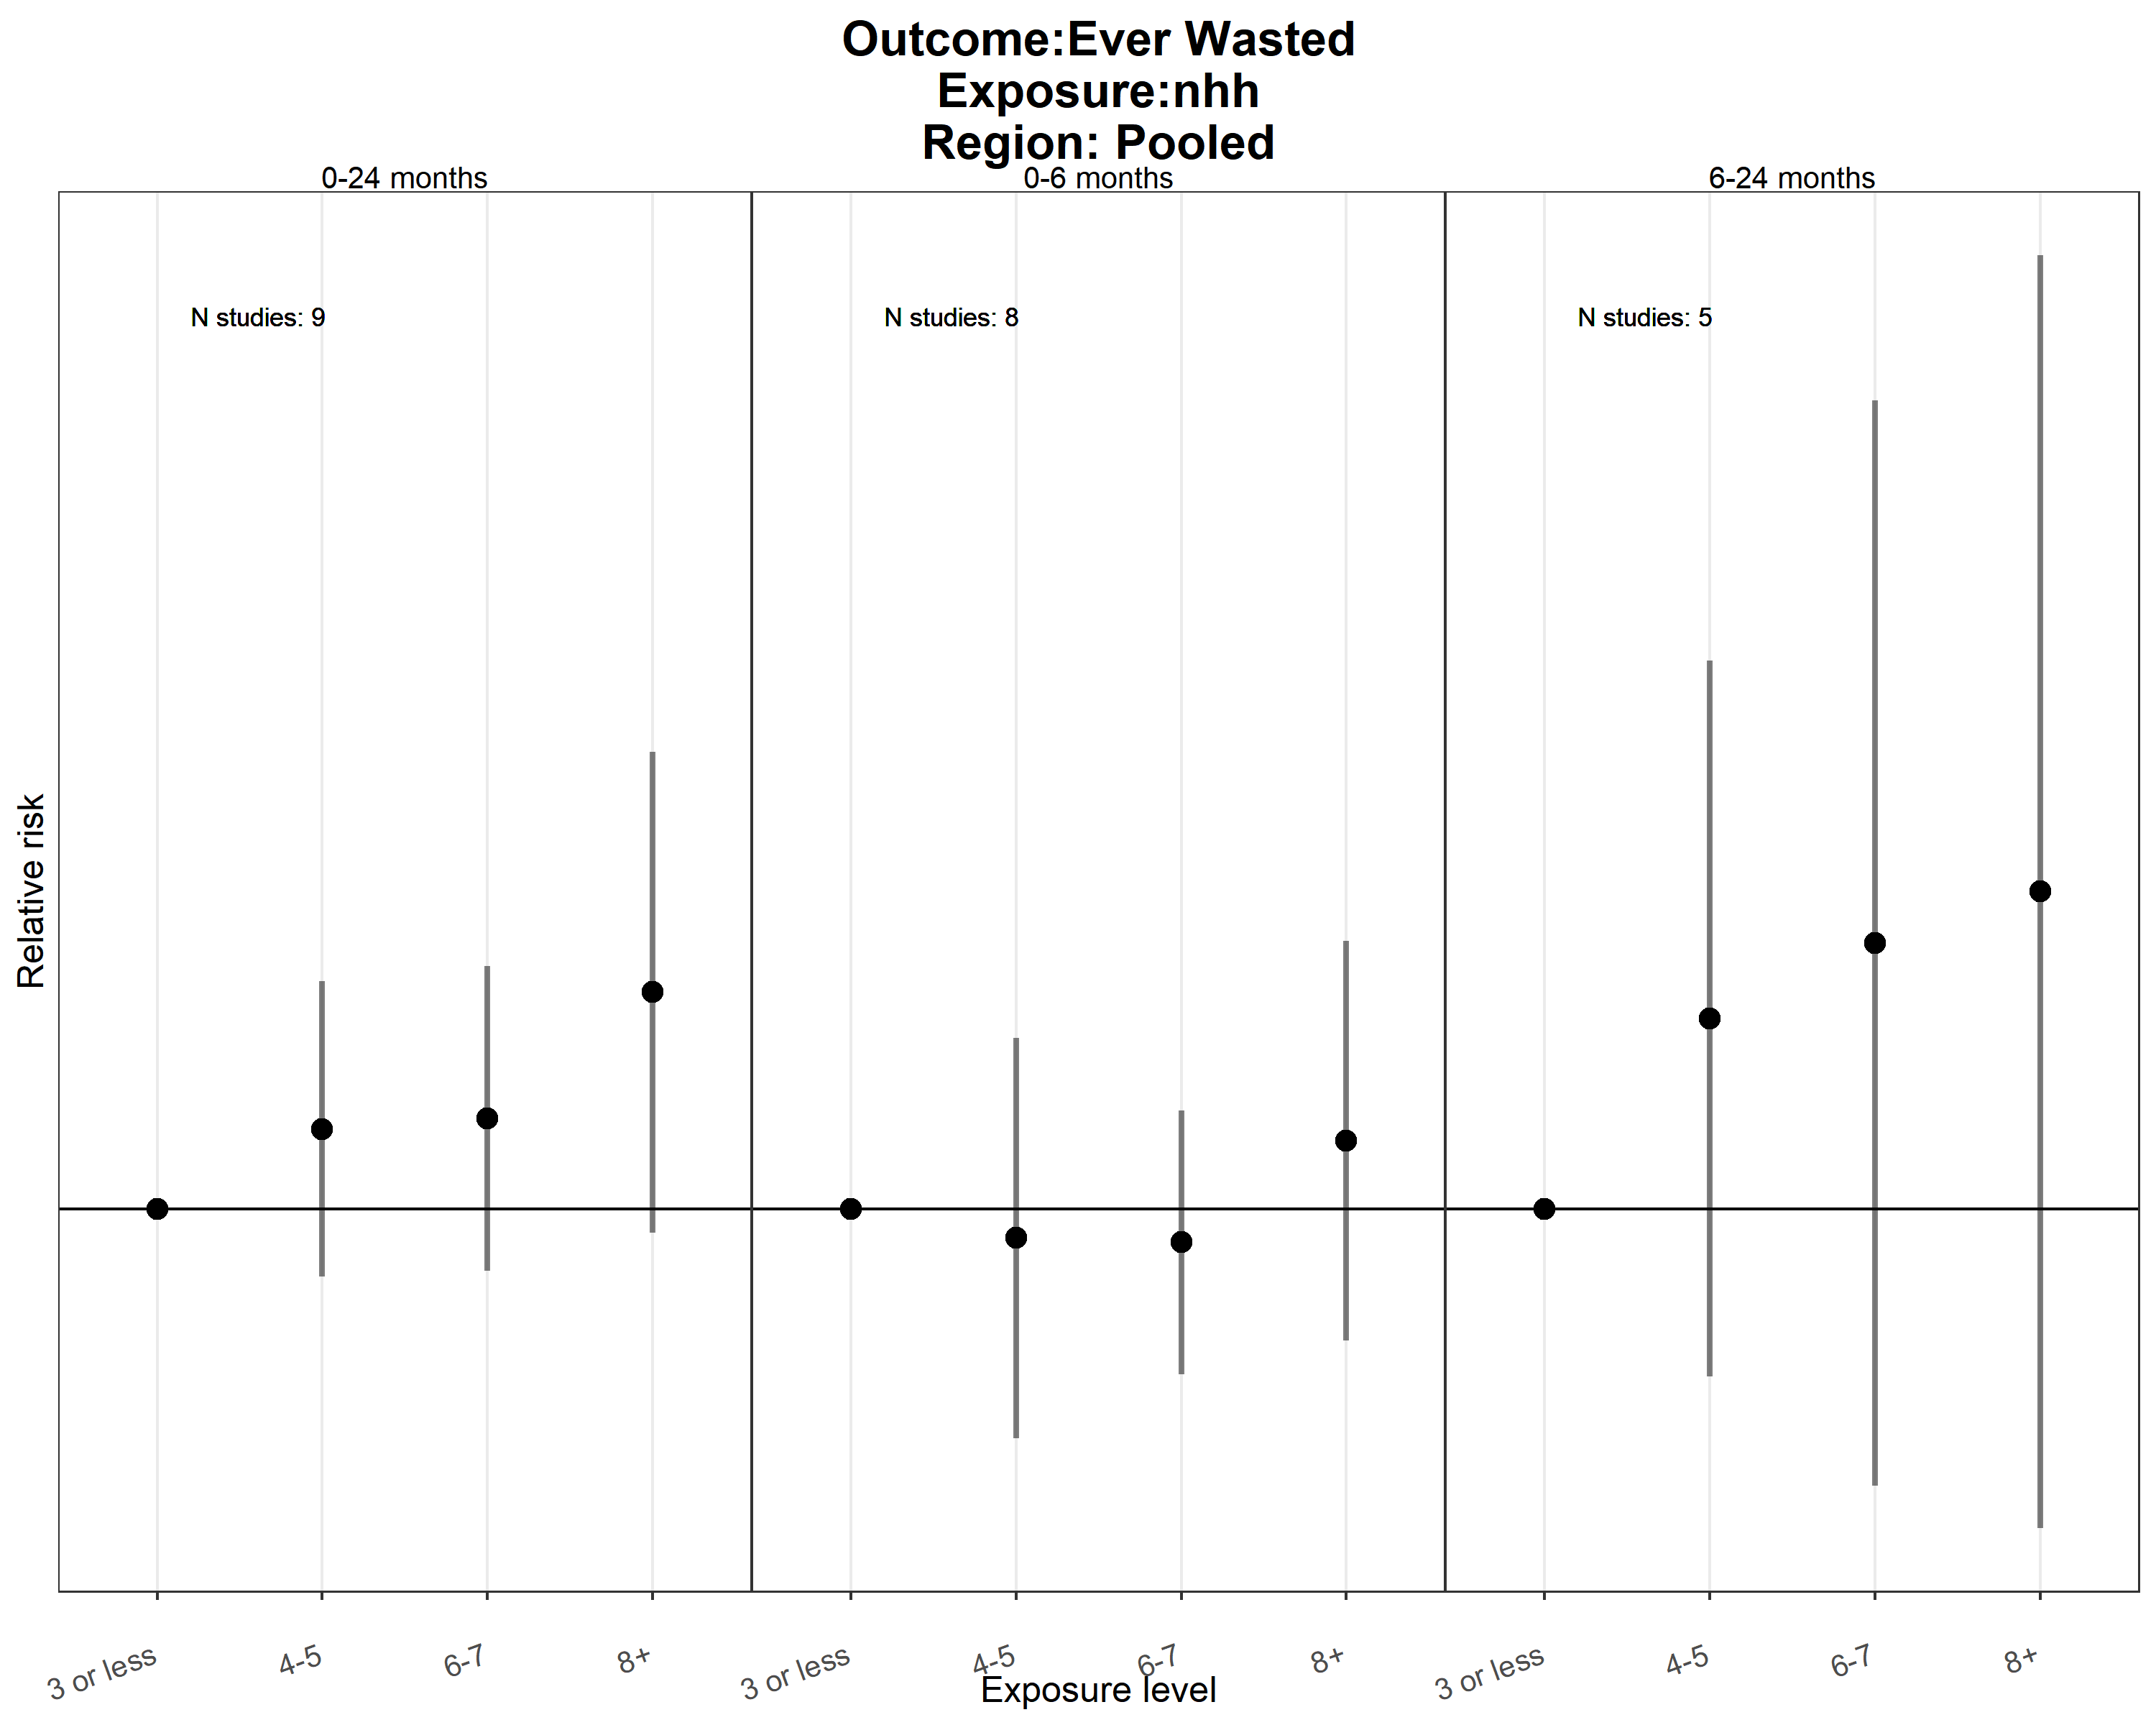 Outcome:Ever Wasted
Exposure:nhh
Region: Pooled
0-24 months
0-6 months
6-24 months
N studies: 9
N studies: 8
N studies: 5
Relative risk
3 or less
4-5
6-7
8+
3 or less
4-5
6-7
8+
3 or less
4-5
6-7
8+
Exposure level